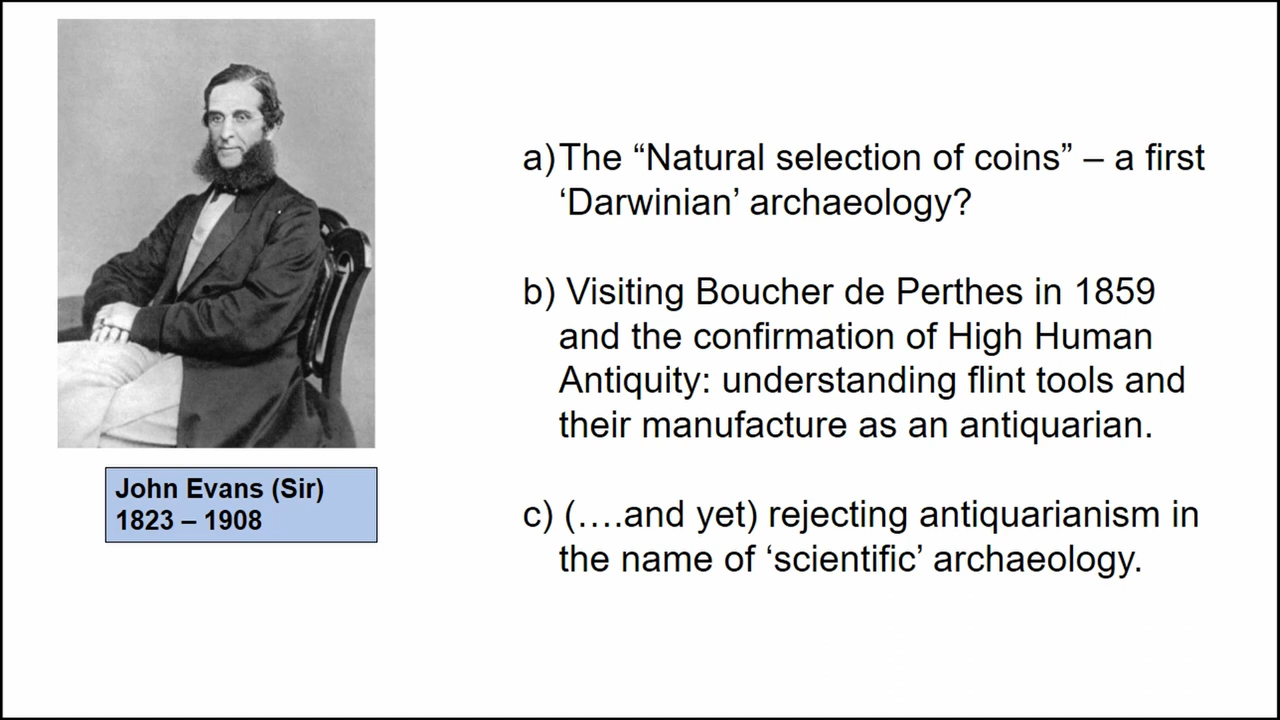 John Evans (Sir)
1823 – 1908
a) The “Natural selection of coins” – a first
‘Darwinian’ archaeology?
b) Visiting Boucher de Perthes in 1859
and the confirmation of High Human
Antiquity: understanding flint tools and
their manufacture as an antiquarian.
c) (….and yet) rejecting antiquarianism in
the name of ‘scientific’ archaeology.